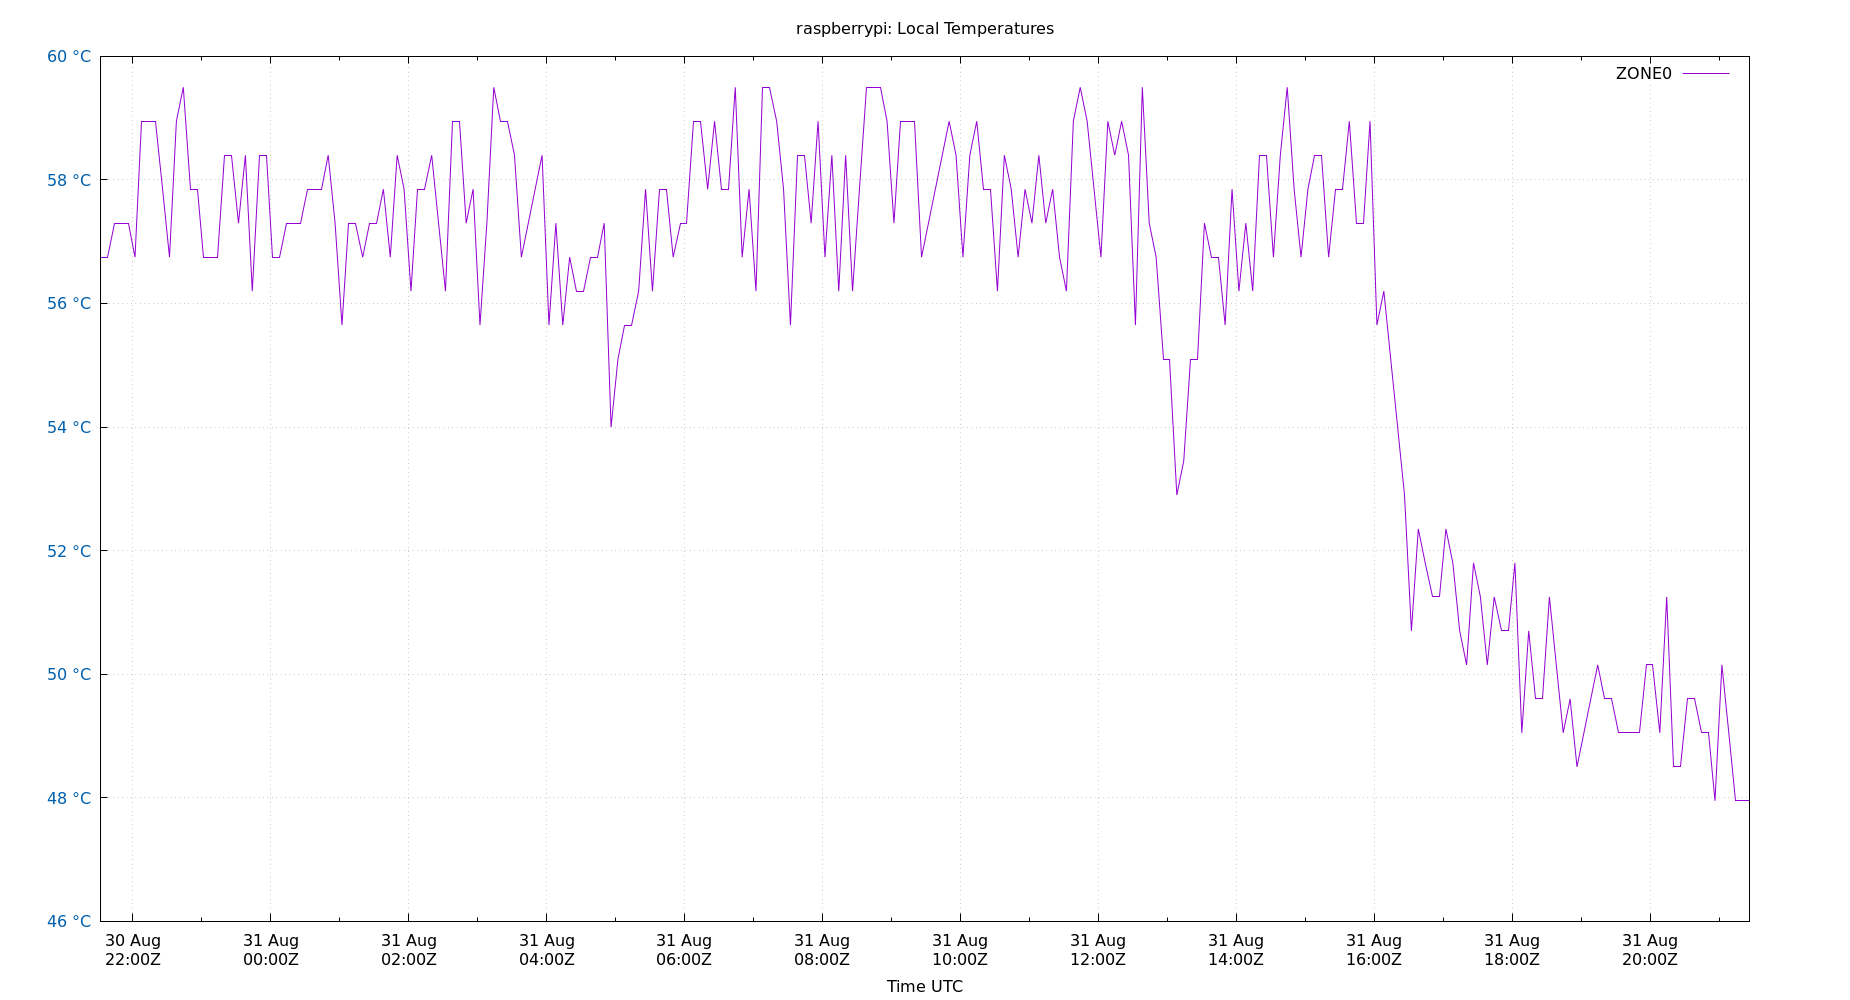 raspberrypi: Local Temperatures
60 °C
ZONE0
58 °C
56 °C
54 °C
52 °C
50 °C
48 °C
46 °C
30 Aug 31 Aug 31 Aug 31 Aug 31 Aug 31 Aug 31 Aug 31 Aug 31 Aug 31 Aug 31 Aug 31 Aug
22:00Z 00:00Z 02:00Z 04:00Z 06:00Z 08:00Z 10:00Z 12:00Z 14:00Z 16:00Z 18:00Z 20:00Z
Time UTC